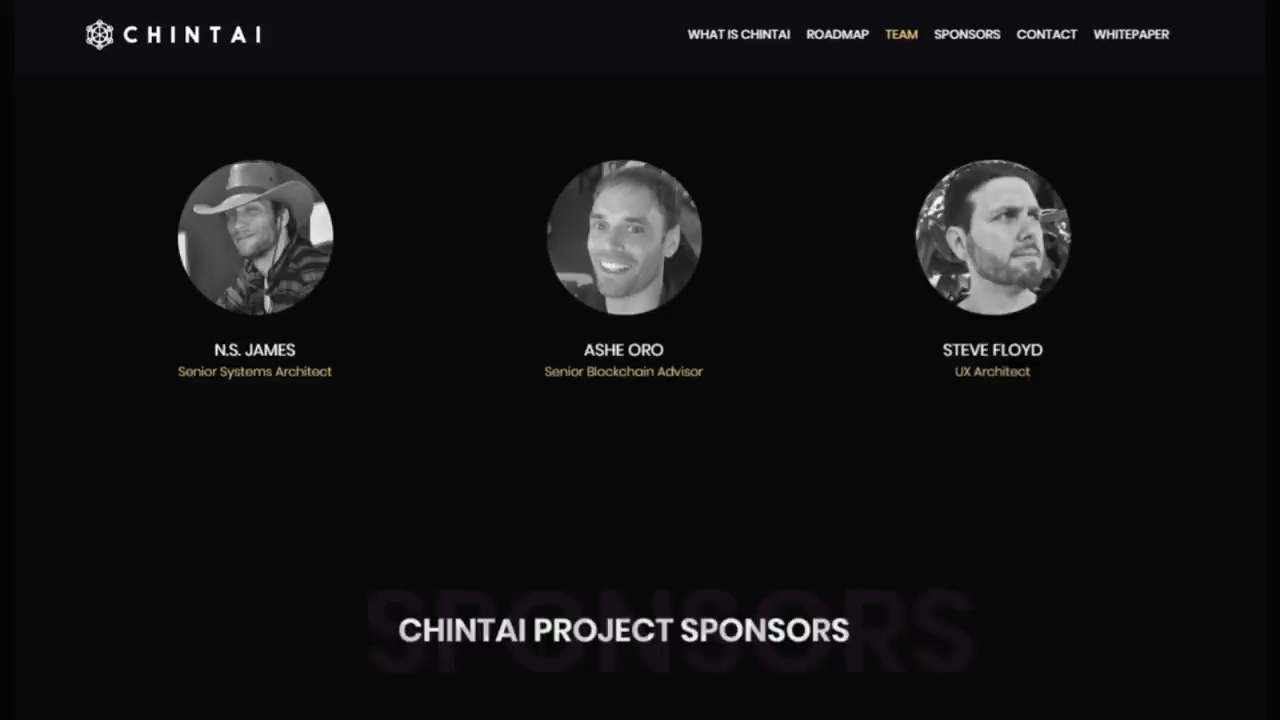 CHINTAI
WHAT IS CHINTAI ROADMAP TEAM SPONSORS CONTACT WHITEPAPER
N.S. JAMES
Senior Systems Architect
ASHE ORO
Senior Blockchain Advisor
STEVE FLOYD
UX Architect
SPONSORS
CHINTAI PROJECT SPONSORS